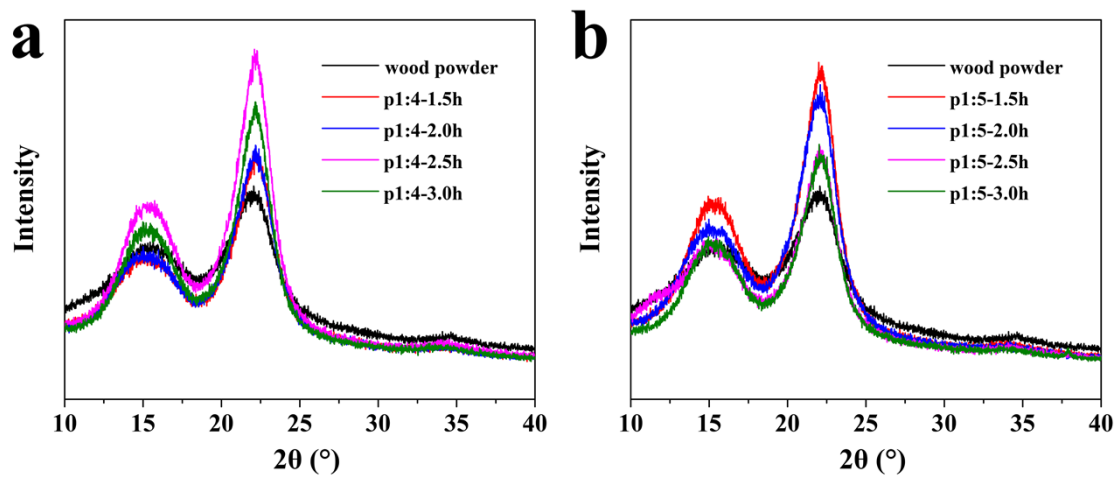 a
Intensity
wood powder
p1:4-1.5h
p1:4-2.0h
p1:4-2.5h
p1:4-3.0h
10 15 20 25 30 35 40
2θ (°)
b
Intensity
wood powder
p1:5-1.5h
p1:5-2.0h
p1:5-2.5h
p1:5-3.0h
10 15 20 25 30 35 40
2θ (°)